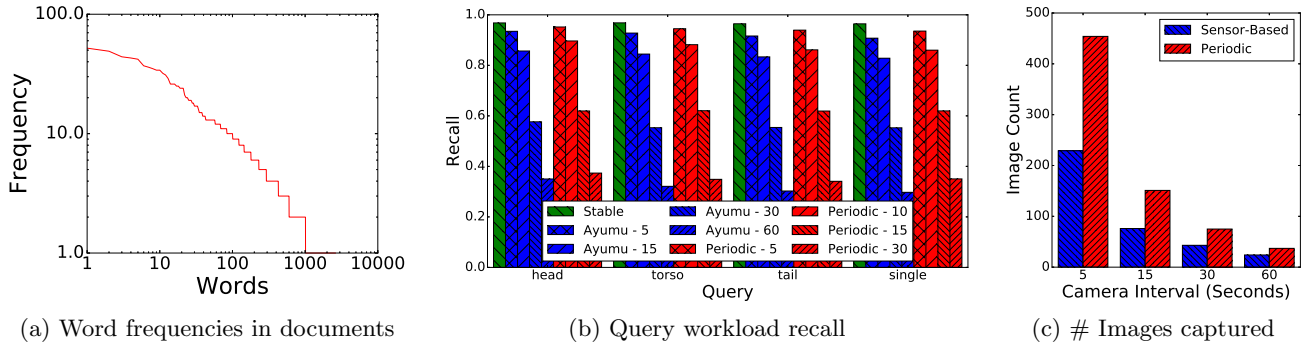 100.0
10.0
1.0
Frequency
1 10 100 1000 10000
Words
(a) Word frequencies in documents
1.0
0.8
0.6
0.4
0.2
0.0
Recall
Stable Ayumu - 30 Periodic - 10
Ayumu - 5 Ayumu - 60 Periodic - 15
Ayumu - 15 Periodic - 5 Periodic - 30
head torso tail single
Query
(b) Query workload recall
500
400
300
200
100
0
Image Count
Sensor-Based
Periodic
5 15 30 60
Camera Interval (Seconds)
(c) # Images captured